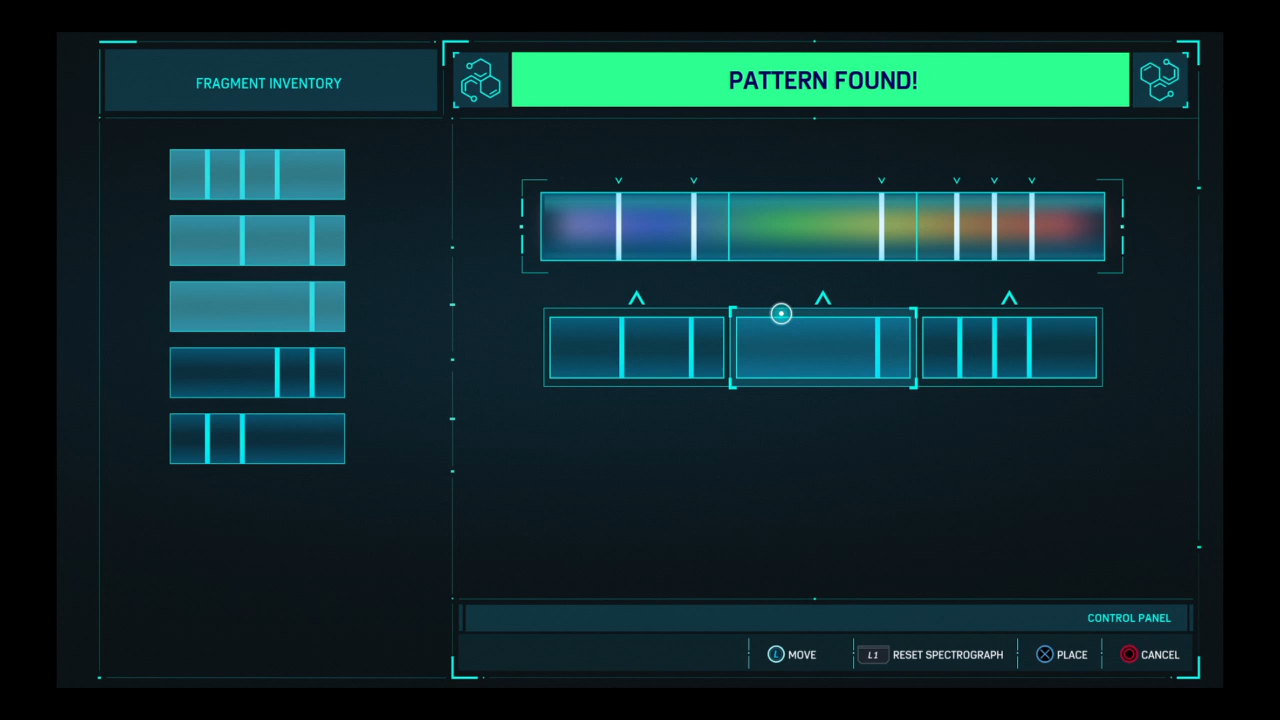 FRAGMENT INVENTORY
PATTERN FOUND!
CONTROL PANEL
L MOVE
L1 RESET SPECTROGRAPH
PLACE
CANCEL